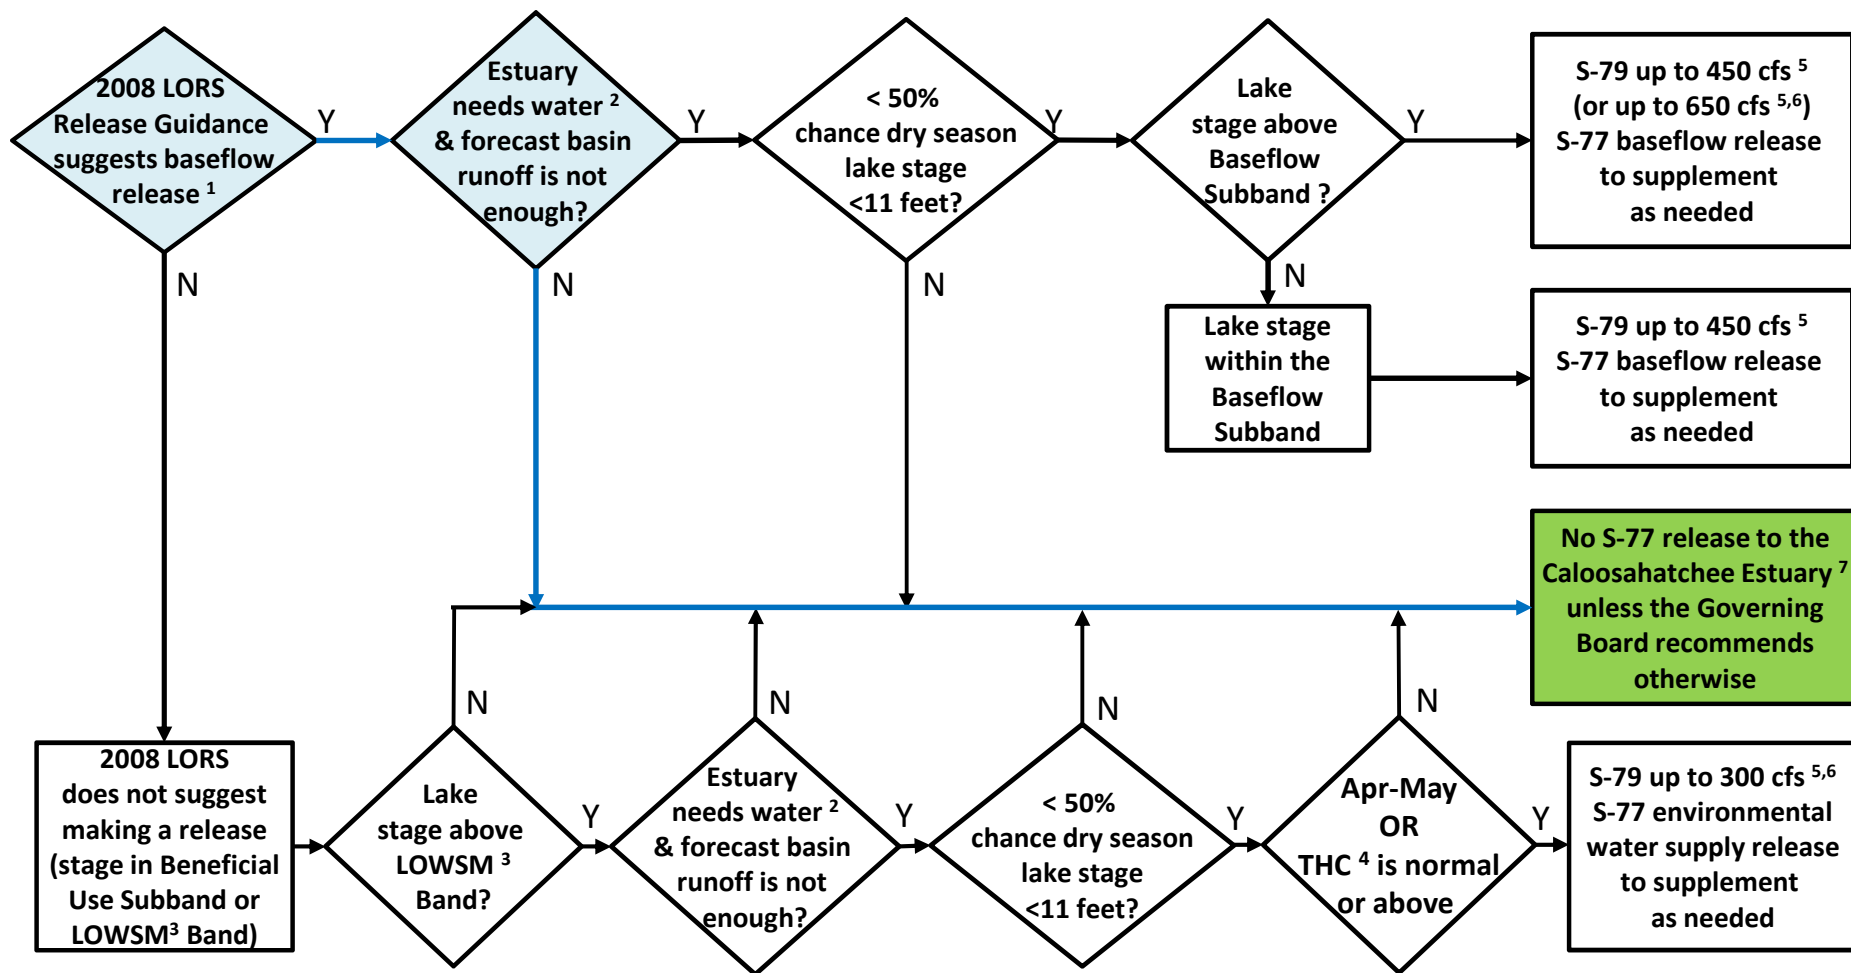 2008 LORS
Release Guidance
suggests baseflow
release 1
Y
N
Estuary
needs water 2
& forecast basin
runoff is not
enough?
Y
N
< 50%
chance dry season
lake stage
<11 feet?
Y
N
Lake
stage above
Baseflow
Subband ?
Y
N
S-79 up to 450 cfs 5
(or up to 650 cfs 5,6)
S-77 baseflow release
to supplement
as needed
Lake stage
within the
Baseflow
Subband
S-79 up to 450 cfs 5
S-77 baseflow release
to supplement
as needed
No S-77 release to the
Caloosahatchee Estuary 7
unless the Governing
Board recommends
otherwise
2008 LORS
does not suggest
making a release
(stage in Beneficial
Use Subband or
LOWSM3 Band)
N
Lake
stage above
LOWSM 3
Band?
Y
N
Estuary
needs water 2
& forecast basin
runoff is not
enough?
Y
N
< 50%
chance dry season
lake stage
<11 feet?
Y
N
Apr-May
OR
THC 4 is normal
or above
Y
S-79 up to 300 cfs 5,6
S-77 environmental
water supply release
to supplement
as needed